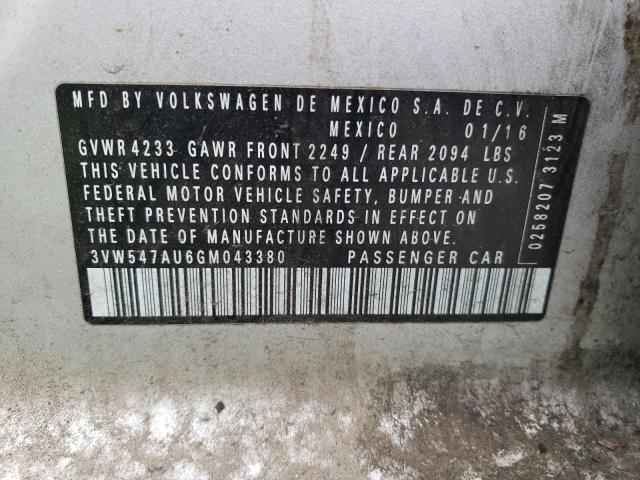 MFD BY VOLKSWAGEN DE MEXICO S.A. DE C.V.
MEXICO 01/16
GVWR 4233 GAWR FRONT 2249 / REAR 2094 LBS
THIS VEHICLE CONFORMS TO ALL APPLICABLE U.S.
FEDERAL MOTOR VEHICLE SAFETY, BUMPER AND
THEFT PREVENTION STANDARDS IN EFFECT ON
THE DATE OF MANUFACTURE SHOWN ABOVE.
3VW547AU6GM043380 PASSENGER CAR
0258207 3123 M